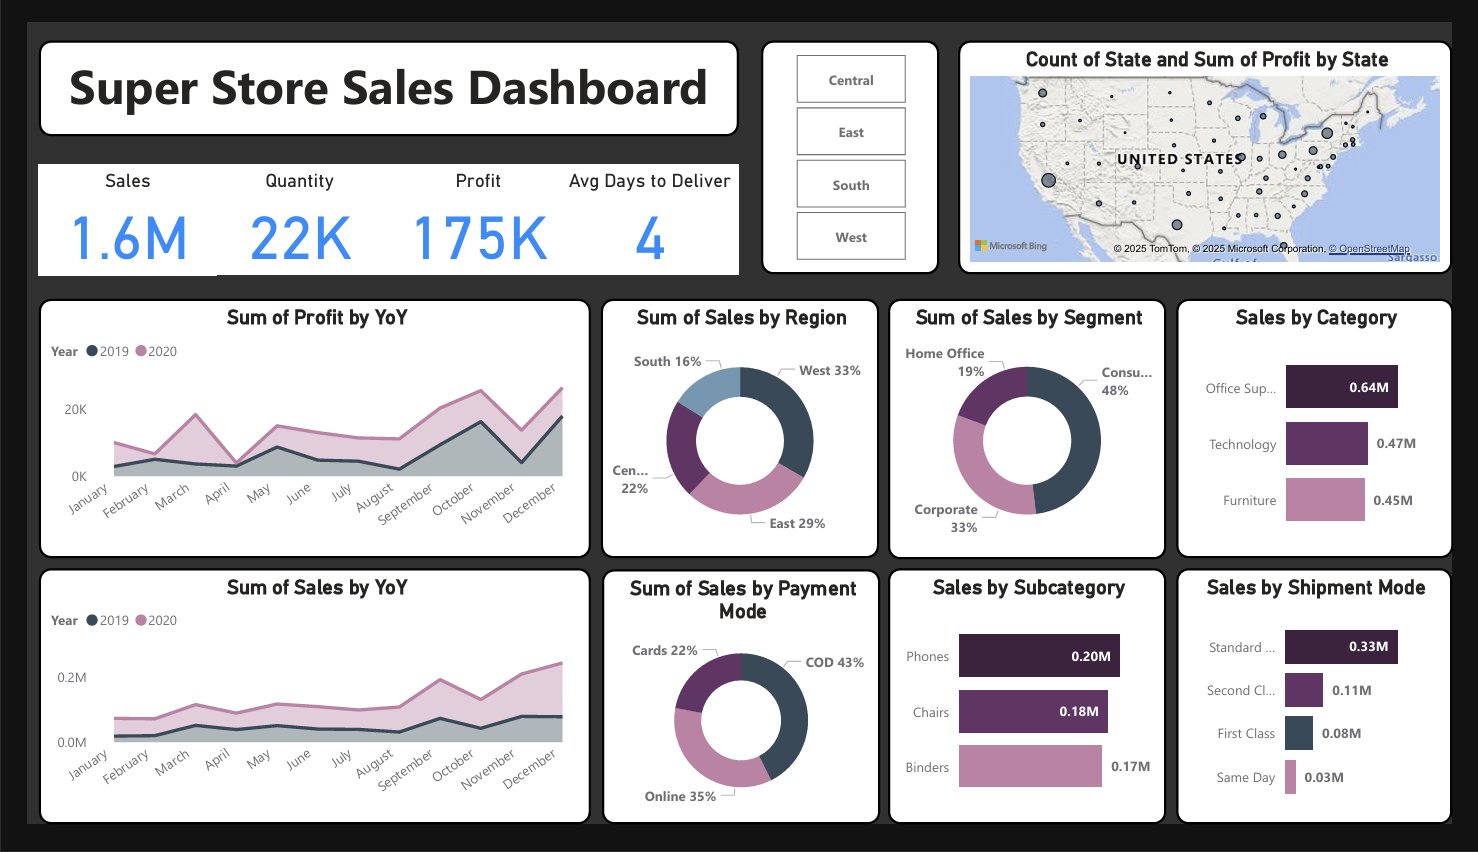 Super Store Sales Dashboard
Sales
Quantity
Profit
Avg Days to Deliver
1.6M
22K
175K
4
Central
East
South
West
Count of State and Sum of Profit by State
UNITED STATES
Microsoft Bing
© 2025 TomTom, © 2025 Microsoft Corporation, © OpenStreetMap
Gulf of
Sargasso
Sum of Profit by YoY
Year 2019 2020
20K
0K
January
February
March
April
May
June
July
August
September
October
November
December
Sum of Sales by Region
South 16%
West 33%
Cen...
22%
East 29%
Sum of Sales by Segment
Home Office
19%
Consu...
48%
Corporate
33%
Sales by Category
Office Sup... 0.64M
Technology 0.47M
Furniture 0.45M
Sum of Sales by YoY
Year 2019 2020
0.2M
0.0M
January
February
March
April
May
June
July
August
September
October
November
December
Sum of Sales by Payment
Mode
Cards 22%
COD 43%
Online 35%
Sales by Subcategory
Phones 0.20M
Chairs 0.18M
Binders 0.17M
Sales by Shipment Mode
Standard ... 0.33M
Second Cl... 0.11M
First Class 0.08M
Same Day 0.03M